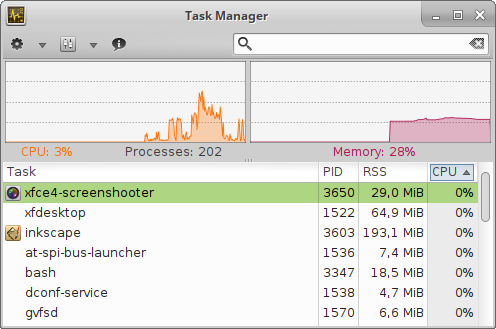 Task Manager
CPU: 3% Processes: 202 Memory: 28%
Task PID RSS CPU
xfce4-screenshooter 3650 29,0 MiB 0%
xfdesktop 1522 64,9 MiB 0%
inkscape 3603 193,1 MiB 0%
at-spi-bus-launcher 1536 7,4 MiB 0%
bash 3347 18,5 MiB 0%
dconf-service 1538 4,7 MiB 0%
gvfsd 1570 6,6 MiB 0%